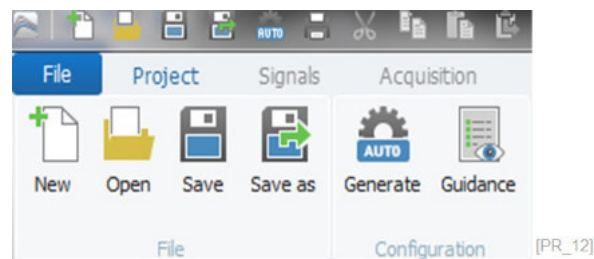 AUTO
File Project Signals Acquisition
AUTO
New Open Save Save as Generate Guidance
File Configuration
[PR_12]